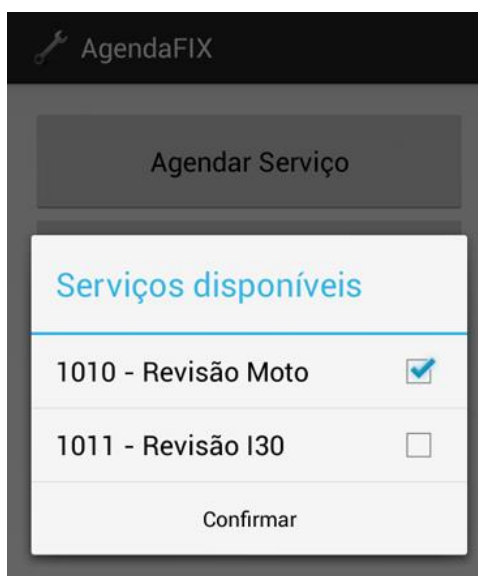 AgendaFIX
Agendar Serviço
Serviços disponíveis
1010 - Revisão Moto
1011 - Revisão I30
Confirmar